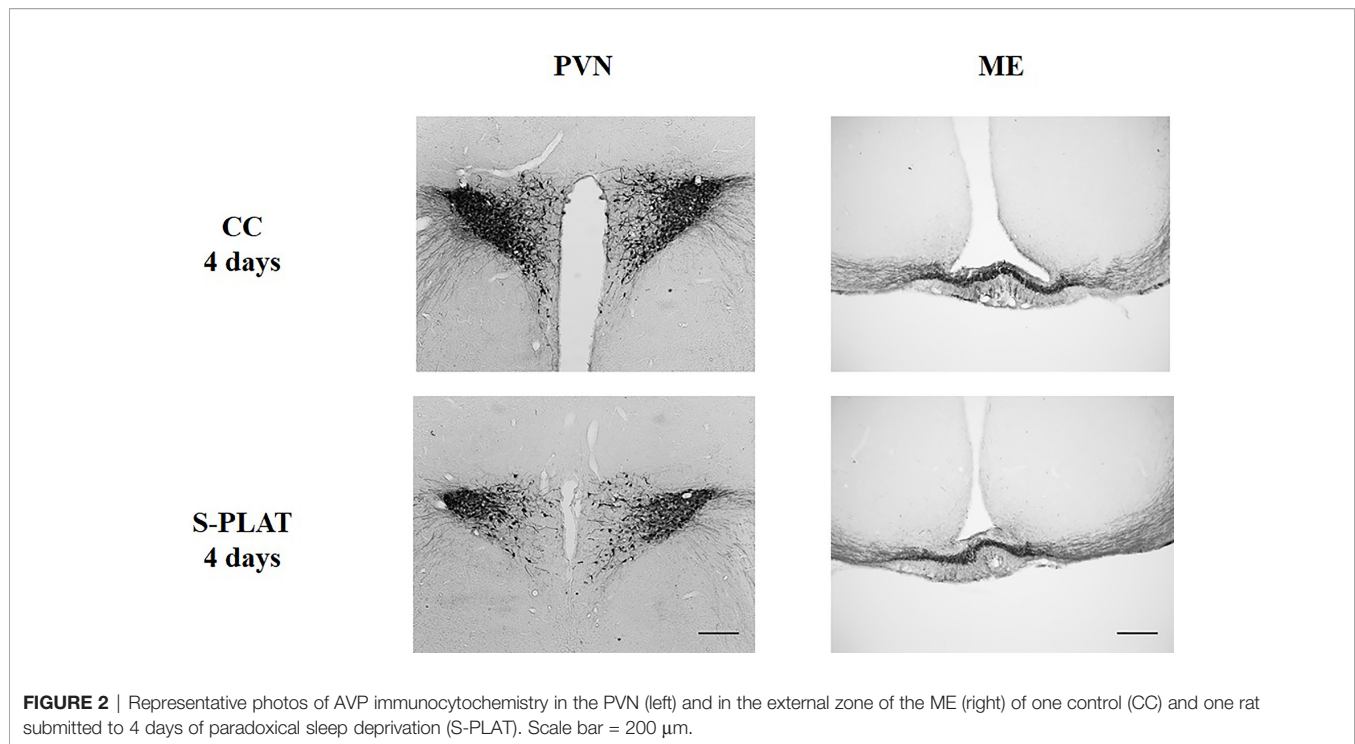 PVN
ME
CC
4 days
S-PLAT
4 days
FIGURE 2 | Representative photos of AVP immunocytochemistry in the PVN (left) and in the external zone of the ME (right) of one control (CC) and one rat
submitted to 4 days of paradoxical sleep deprivation (S-PLAT). Scale bar = 200 μm.